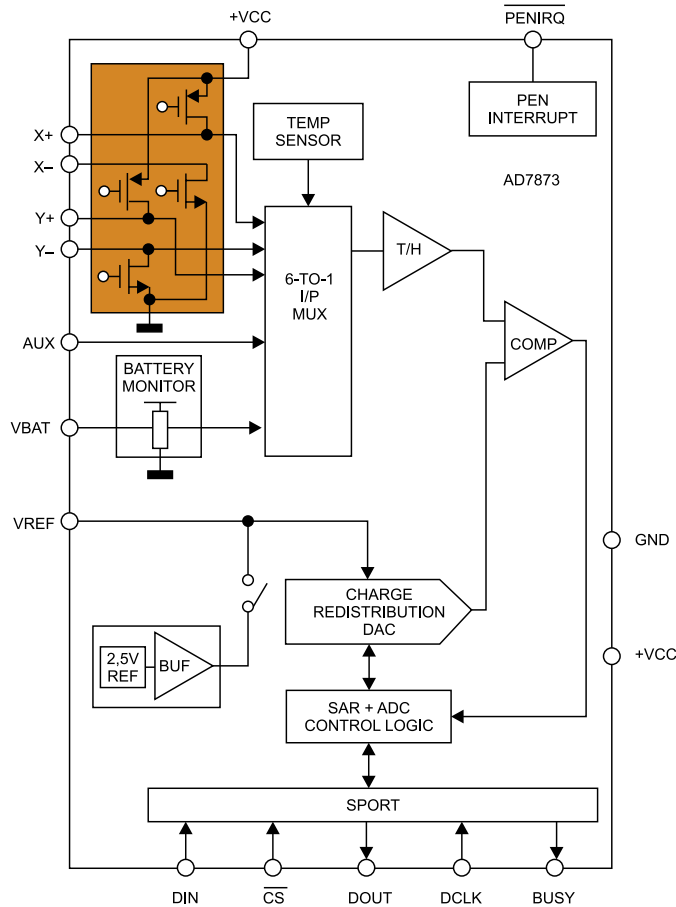 +VCC
PENIRQ
PEN
INTERRUPT
TEMP
SENSOR
AD7873
X+
X–
Y+
Y–
T/H
6-TO-1
I/P
MUX
AUX
COMP
BATTERY
MONITOR
VBAT
VREF
GND
CHARGE
REDISTRIBUTION
DAC
+VCC
2,5V
REF
BUF
SAR + ADC
CONTROL LOGIC
SPORT
DIN
CS
DOUT
DCLK
BUSY